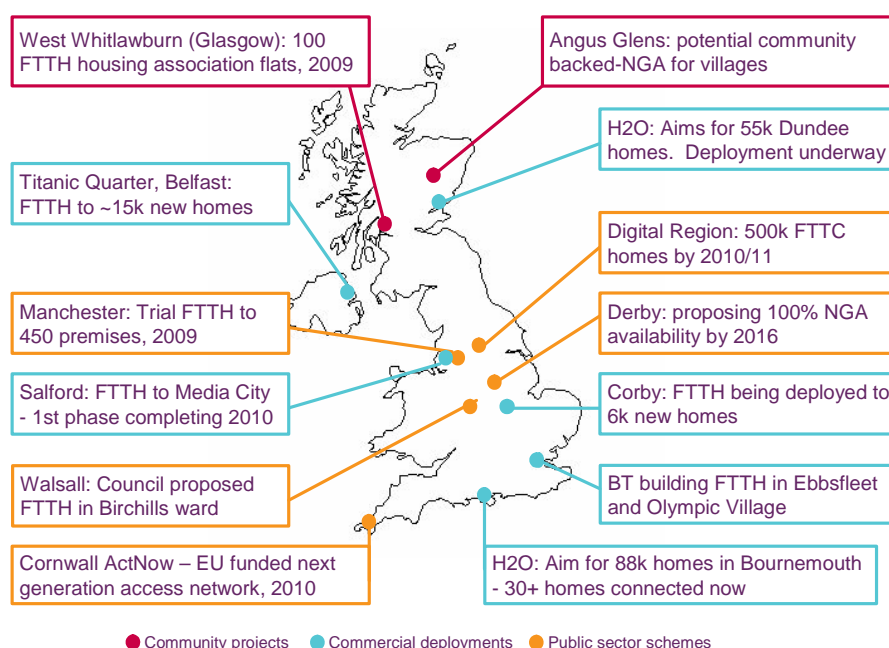 West Whitlawburn (Glasgow): 100
FTTH housing association flats, 2009
Angus Glens: potential community
backed-NGA for villages
H2O: Aims for 55k Dundee
homes.  Deployment underway
Titanic Quarter, Belfast:
FTTH to ~15k new homes
Digital Region: 500k FTTC
homes by 2010/11
Manchester: Trial FTTH to
450 premises, 2009
Derby: proposing 100% NGA
availability by 2016
Salford: FTTH to Media City
- 1st phase completing 2010
Corby: FTTH being deployed to
6k new homes
Walsall: Council proposed
FTTH in Birchills ward
BT building FTTH in Ebbsfleet
and Olympic Village
Cornwall ActNow – EU funded next
generation access network, 2010
H2O: Aim for 88k homes in Bournemouth
- 30+ homes connected now
Community projects
Commercial deployments
Public sector schemes